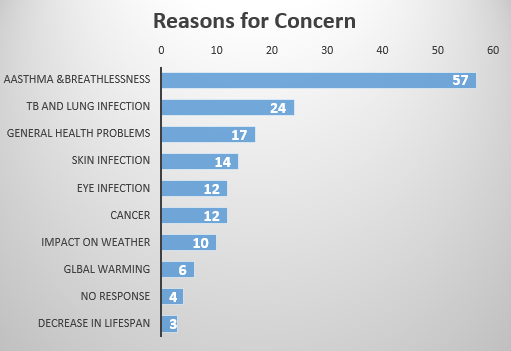 Reasons for Concern
0 10 20 30 40 50 60
AASTHMA &BREATHLESSNESS 57
TB AND LUNG INFECTION 24
GENERAL HEALTH PROBLEMS 17
SKIN INFECTION 14
EYE INFECTION 12
CANCER 12
IMPACT ON WEATHER 10
GLBAL WARMING 6
NO RESPONSE 4
DECREASE IN LIFESPAN 3